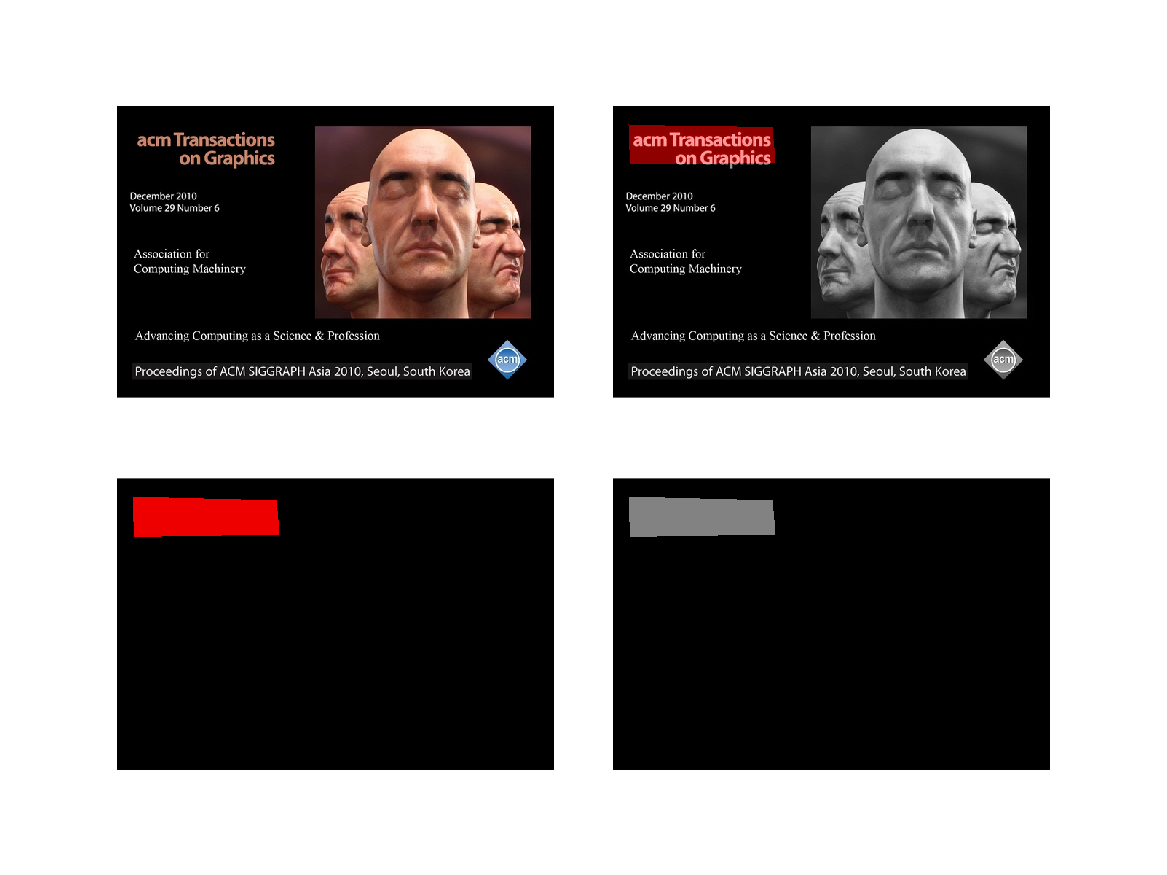 acm Transactions
on Graphics
December 2010
Volume 29 Number 6
Association for
Computing Machinery
Advancing Computing as a Science & Profession
acm
Proceedings of ACM SIGGRAPH Asia 2010, Seoul, South Korea
acm Transactions
on Graphics
December 2010
Volume 29 Number 6
Association for
Computing Machinery
Advancing Computing as a Science & Profession
acm
Proceedings of ACM SIGGRAPH Asia 2010, Seoul, South Korea